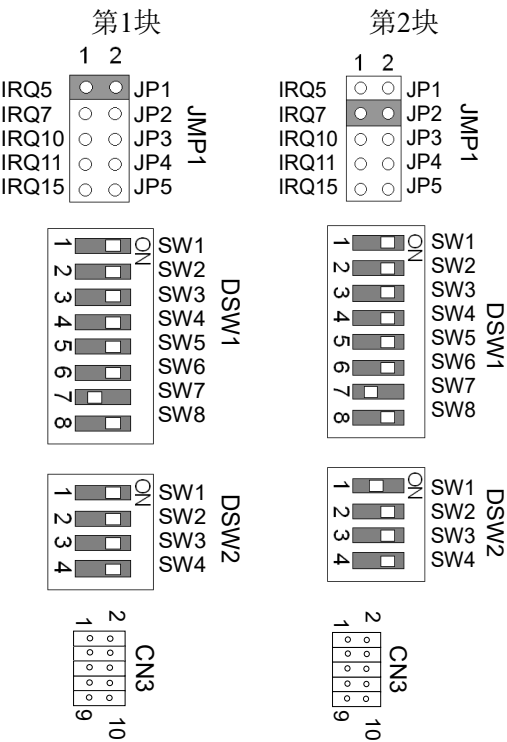 第1块
1 2
IRQ5 JP1
IRQ7 JP2
IRQ10 JP3
IRQ11 JP4
IRQ15 JP5
JMP1
1 ON SW1
2 SW2
3 SW3
4 SW4
5 SW5
6 SW6
7 SW7
8 SW8
DSW1
1 ON SW1
2 SW2
3 SW3
4 SW4
DSW2
1 2
CN3
9 10
第2块
1 2
IRQ5 JP1
IRQ7 JP2
IRQ10 JP3
IRQ11 JP4
IRQ15 JP5
JMP1
1 ON SW1
2 SW2
3 SW3
4 SW4
5 SW5
6 SW6
7 SW7
8 SW8
DSW1
1 ON SW1
2 SW2
3 SW3
4 SW4
DSW2
1 2
CN3
9 10